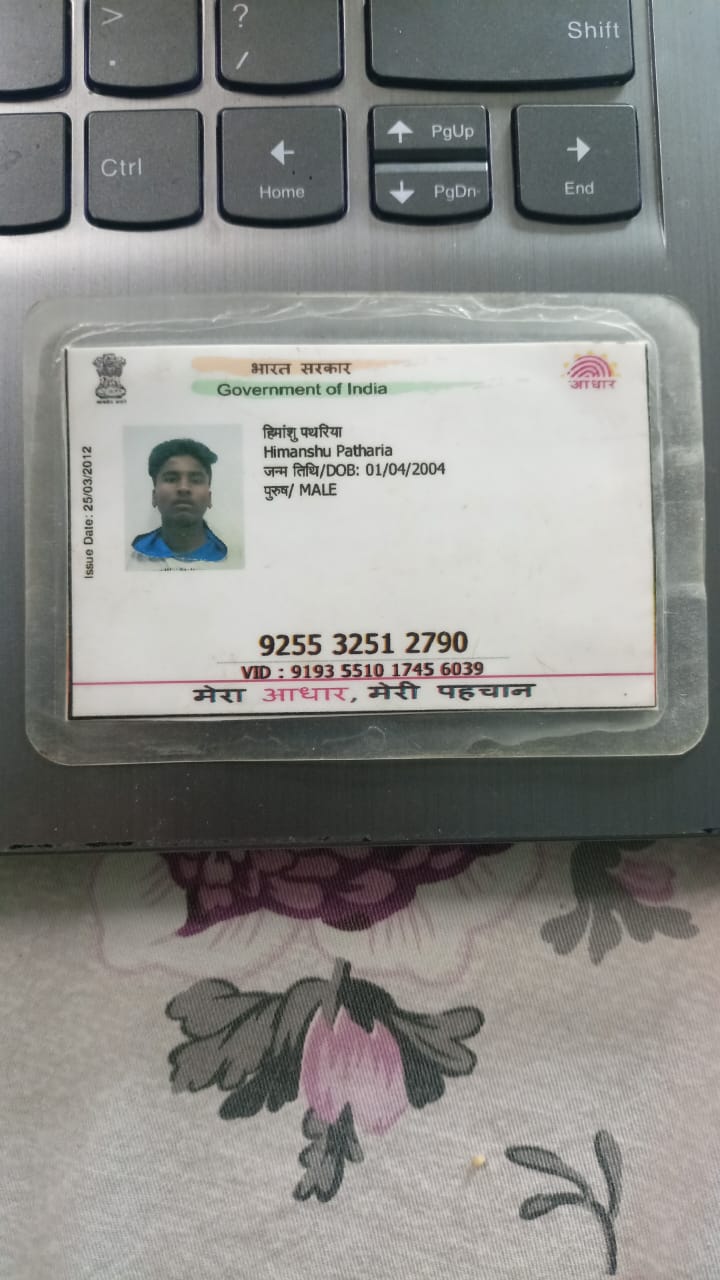 >
.
?
/
Shift
Ctrl
←
Home
↑ PgUp
↓ PgDn
→
End
भारत सरकार
Government of India
आधार
Issue Date: 25/03/2012
हिमांशु पथरिया
Himanshu Patharia
जन्म तिथि/DOB: 01/04/2004
पुरुष/ MALE
9255 3251 2790
VID : 9193 5510 1745 6039
मेरा आधार, मेरी पहचान